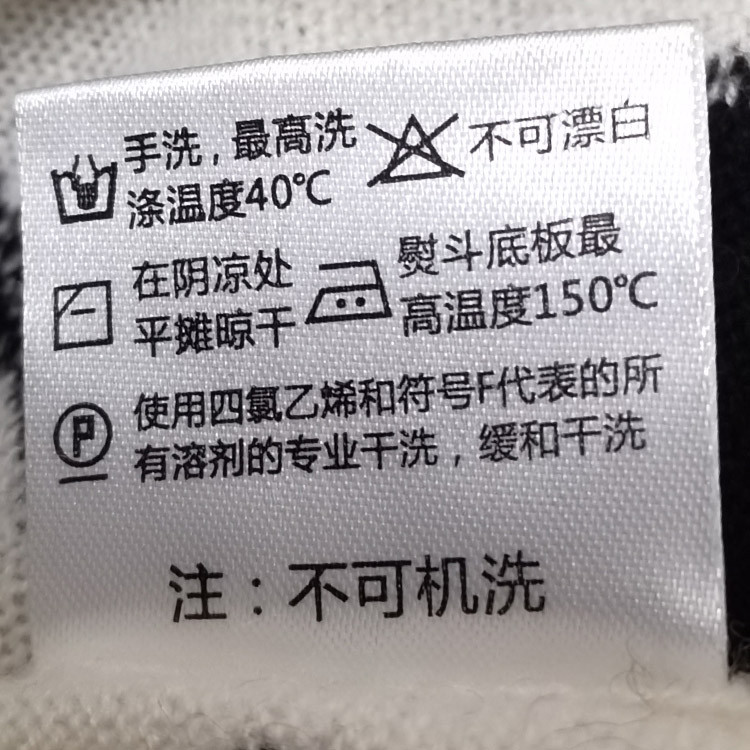 手洗，最高洗
涤温度40℃
不可漂白
在阴凉处
平摊晾干
熨斗底板最
高温度150℃
使用四氯乙烯和符号F代表的所
有溶剂的专业干洗，缓和干洗
注：不可机洗